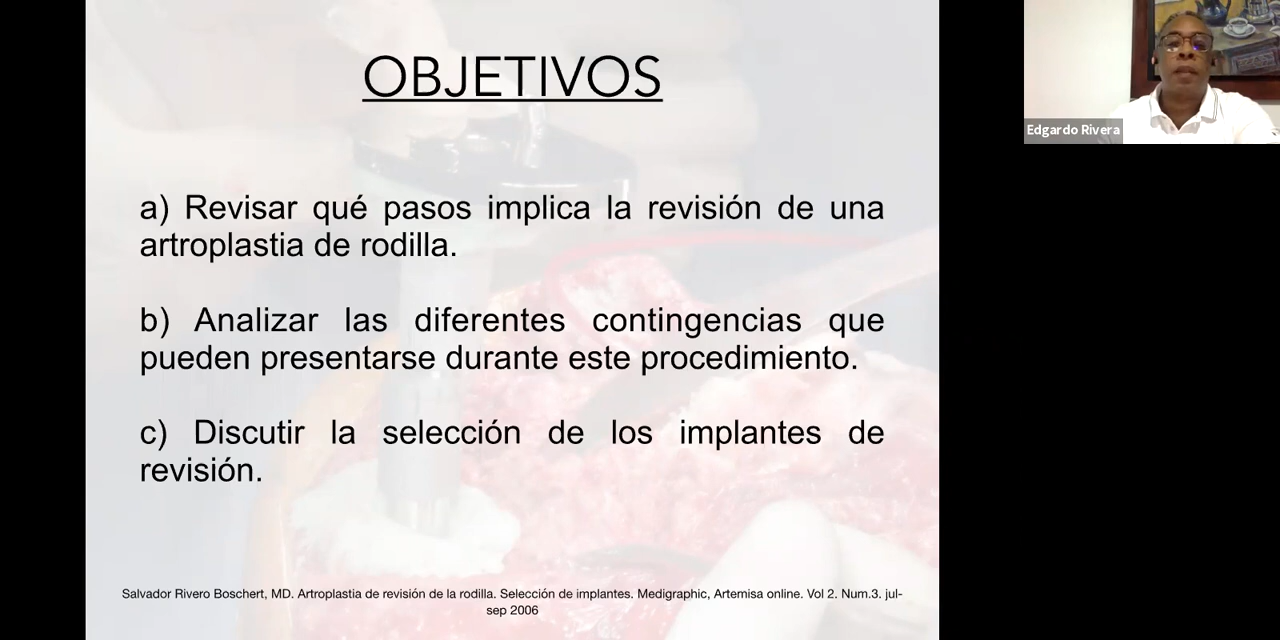 OBJETIVOS
a) Revisar qué pasos implica la revisión de una
artroplastia de rodilla.
b) Analizar las diferentes contingencias que
pueden presentarse durante este procedimiento.
c) Discutir la selección de los implantes de
revisión.
Salvador Rivero Boschert, MD. Artroplastia de revisión de la rodilla. Selección de implantes. Medigraphic, Artemisa online. Vol 2. Num.3. jul-
sep 2006
Edgardo Rivera